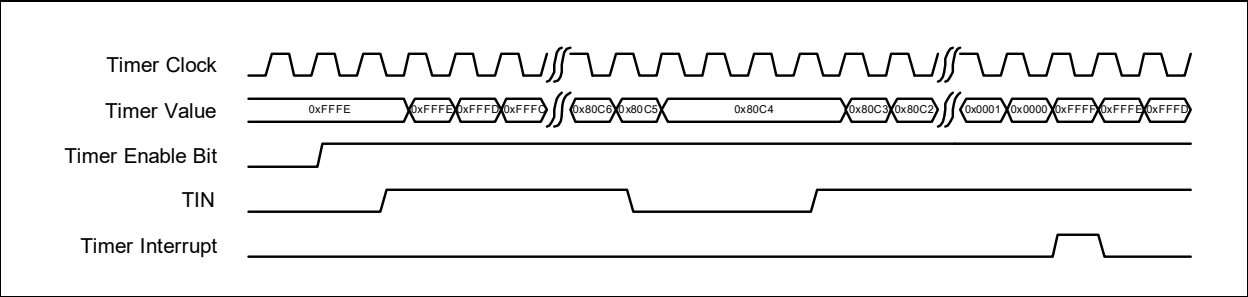 Timer Clock
Timer Value 0xFFFE 0xFFFE 0xFFFD 0xFFFC 0x80C6 0x80C5 0x80C4 0x80C3 0x80C2 0x0001 0x0000 0xFFFF 0xFFFE 0xFFFD
Timer Enable Bit
TIN
Timer Interrupt